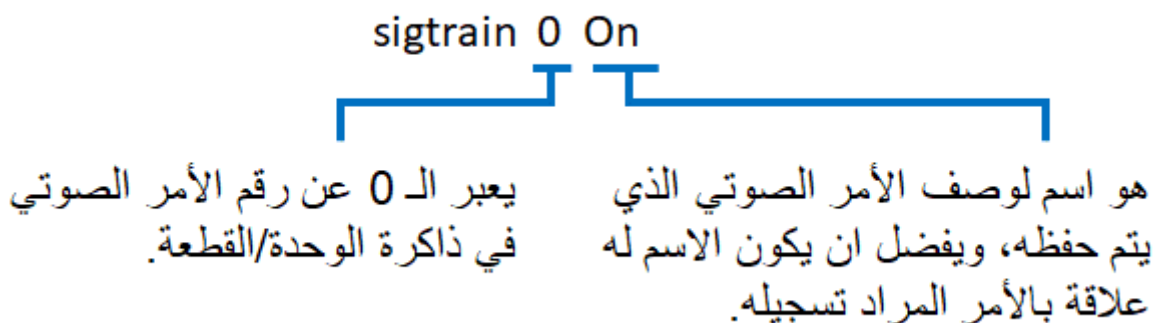 sigtrain 0 On
هو اسم لوصف الأمر الصوتي الذي
يتم حفظه، ويفضل ان يكون الاسم له
علاقة بالأمر المراد تسجيله.
يعبر الـ 0 عن رقم الأمر الصوتي
في ذاكرة الوحدة/القطعة.